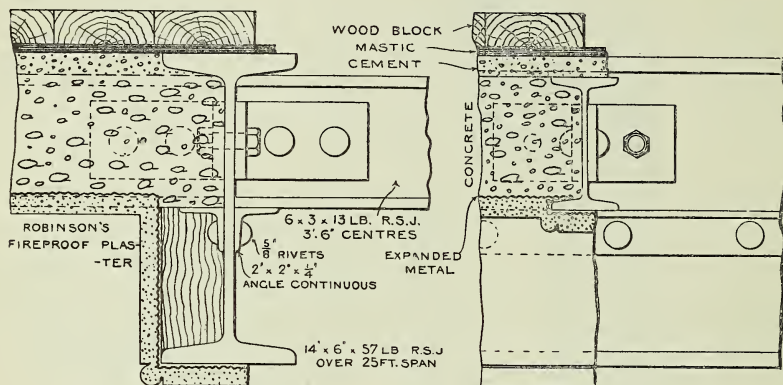 WOOD BLOCK
MASTIC
CEMENT
CONCRETE
ROBINSON'S
FIREPROOF PLAS-
-TER
6 x 3 x 13 LB. R.S.J.
3'. 6" CENTRES
5/8" RIVETS
2" x 2" x 1/4"
ANGLE CONTINUOUS
EXPANDED
METAL
14" x 6" x 57 LB R.S.J
OVER 25FT. SPAN